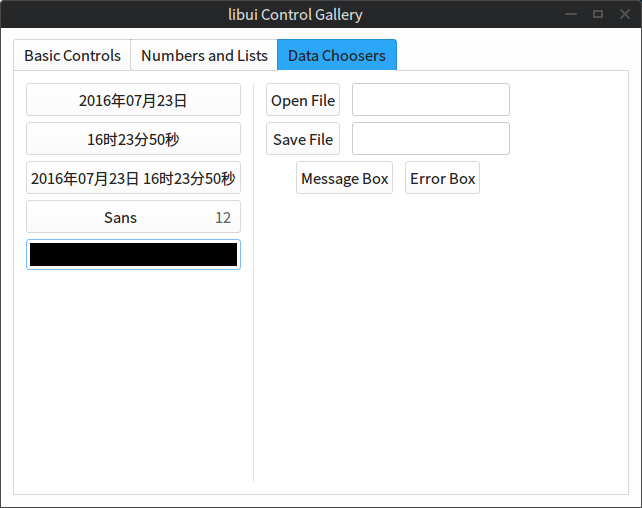 libui Control Gallery
Basic Controls Numbers and Lists Data Choosers
2016年07月23日
16时23分50秒
2016年07月23日 16时23分50秒
Sans 12
Open File
Save File
Message Box Error Box